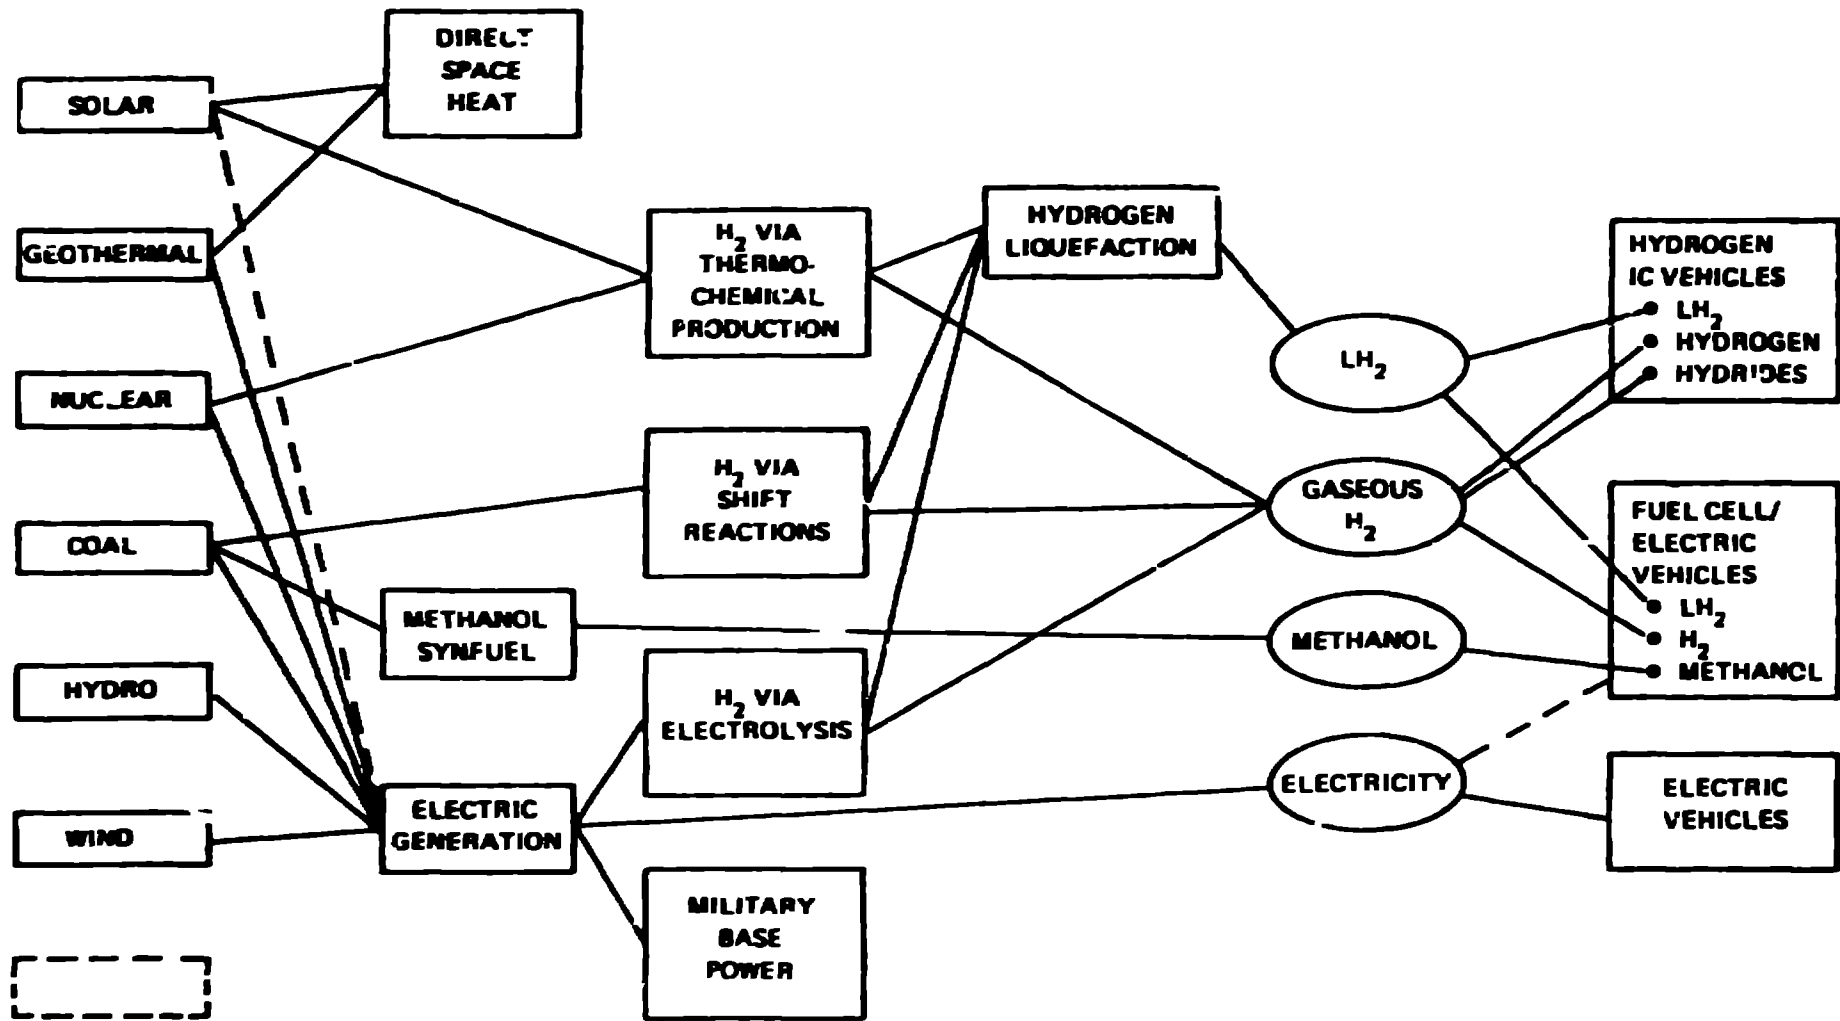 SOLAR
GEOTHERMAL
NUCLEAR
COAL
HYDRO
WIND
DIRECT
SPACE
HEAT
METHANOL
SYNFUEL
ELECTRIC
GENERATION
H2 VIA
THERMO-
CHEMICAL
PRODUCTION
H2 VIA
SHIFT
REACTIONS
H2 VIA
ELECTROLYSIS
MILITARY
BASE
POWER
HYDROGEN
LIQUEFACTION
LH2
GASEOUS
H2
METHANOL
ELECTRICITY
HYDROGEN
IC VEHICLES
• LH2
• HYDROGEN
• HYDRIDES
FUEL CELL/
ELECTRIC
VEHICLES
• LH2
• H2
• METHANOL
ELECTRIC
VEHICLES